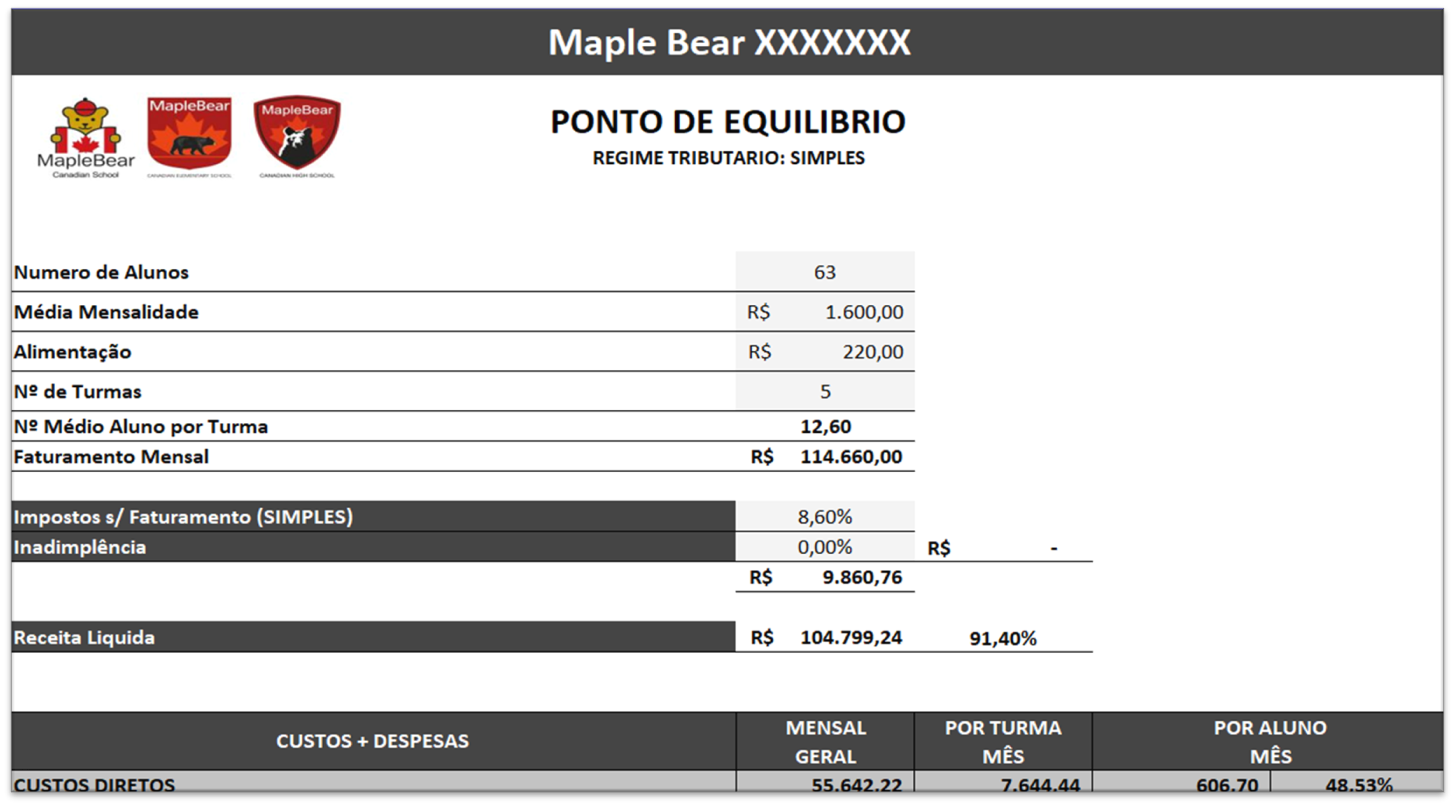 Maple Bear XXXXXXX
MapleBear
Canadian School
MapleBear
CANADIAN ELEMENTARY SCHOOL
MapleBear
CANADIAN HIGH SCHOOL
PONTO DE EQUILIBRIO
REGIME TRIBUTARIO: SIMPLES
Numero de Alunos 63
Média Mensalidade R$ 1.600,00
Alimentação R$ 220,00
Nº de Turmas 5
Nº Médio Aluno por Turma 12,60
Faturamento Mensal R$ 114.660,00
Impostos s/ Faturamento (SIMPLES) 8,60%
Inadimplência 0,00% R$ -
R$ 9.860,76
Receita Liquida R$ 104.799,24 91,40%
CUSTOS + DESPESAS MENSAL GERAL POR TURMA MÊS POR ALUNO MÊS
CUSTOS DIRETOS 55.642,22 7.644,44 606,70 48,53%